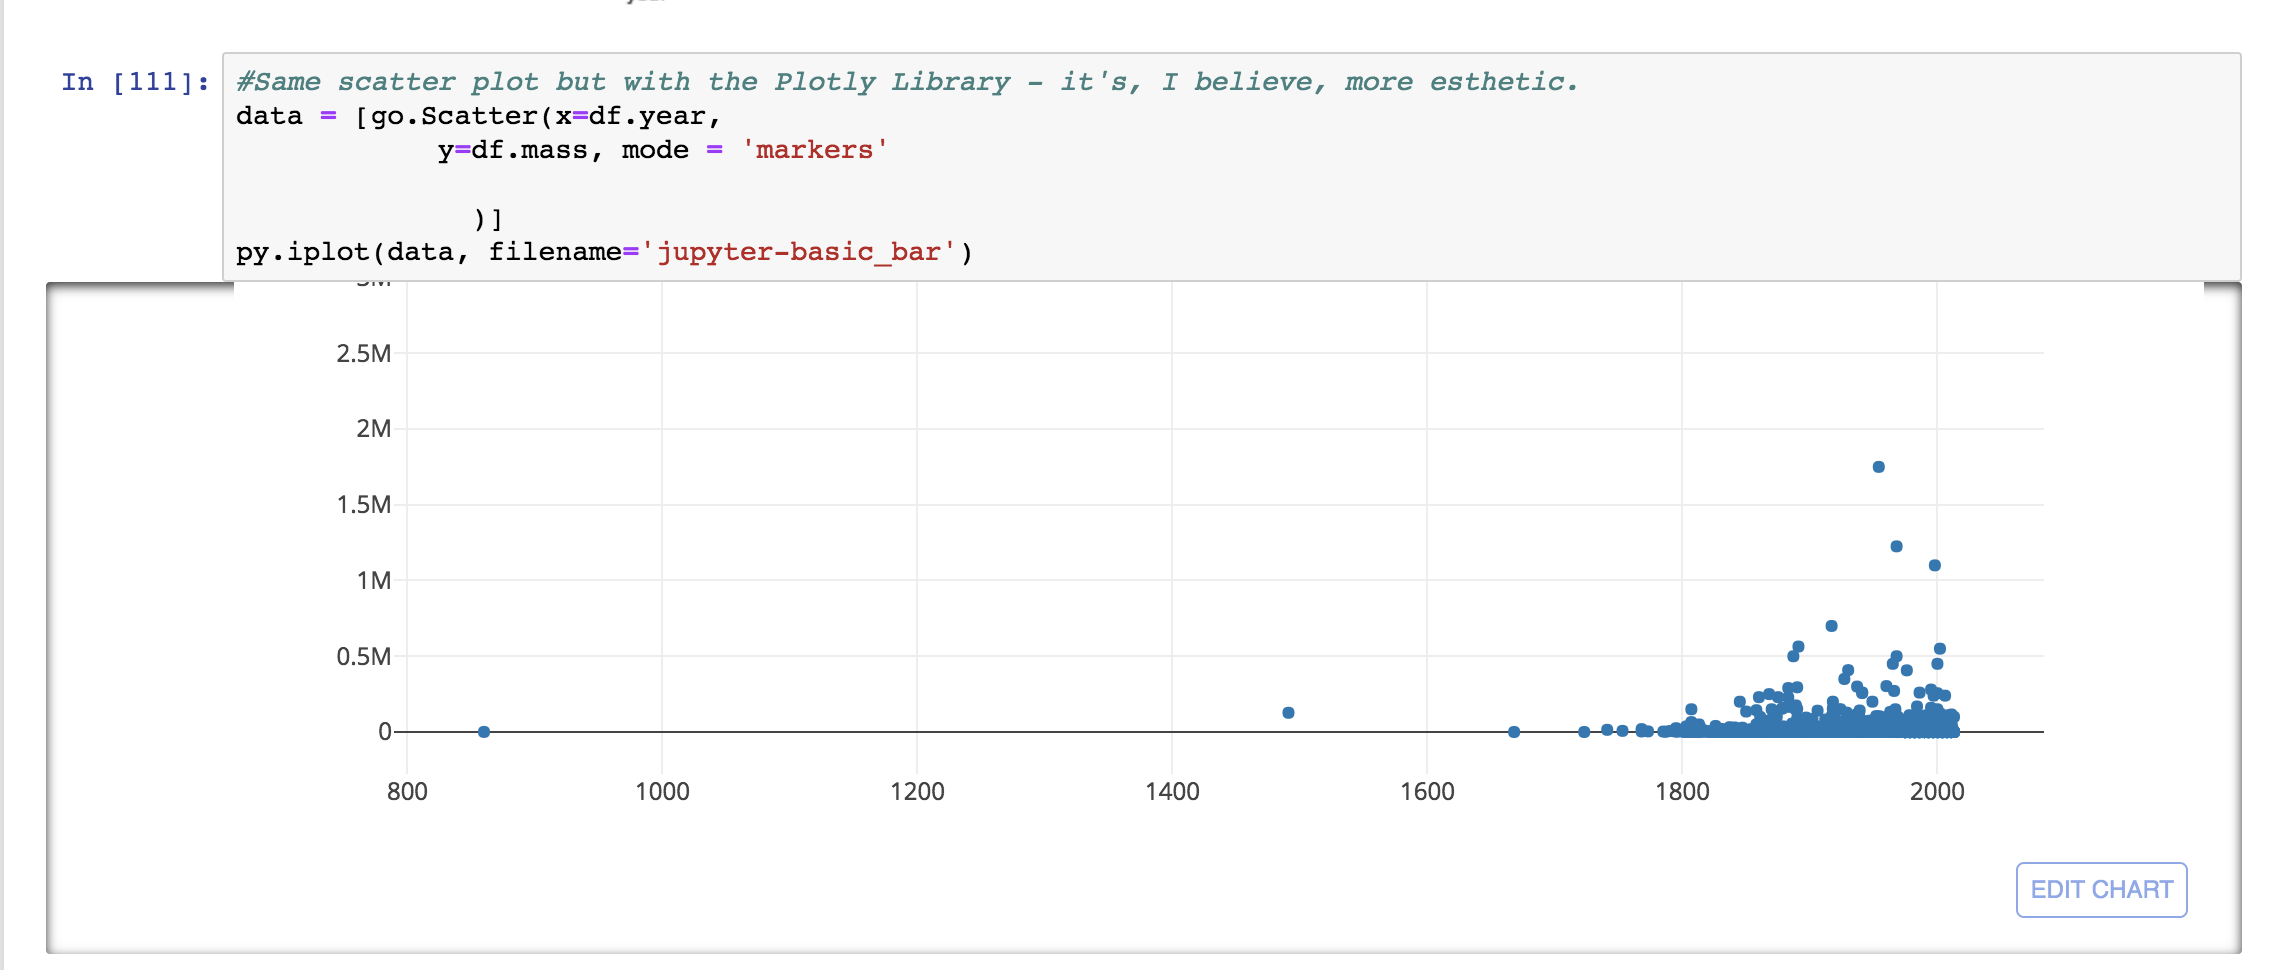 In [111]:
#Same scatter plot but with the Plotly Library - it's, I believe, more esthetic.
data = [go.Scatter(x=df.year,
y=df.mass, mode = 'markers'
)]
py.iplot(data, filename='jupyter-basic_bar')
2.5M
2M
1.5M
1M
0.5M
0
800 1000 1200 1400 1600 1800 2000
EDIT CHART